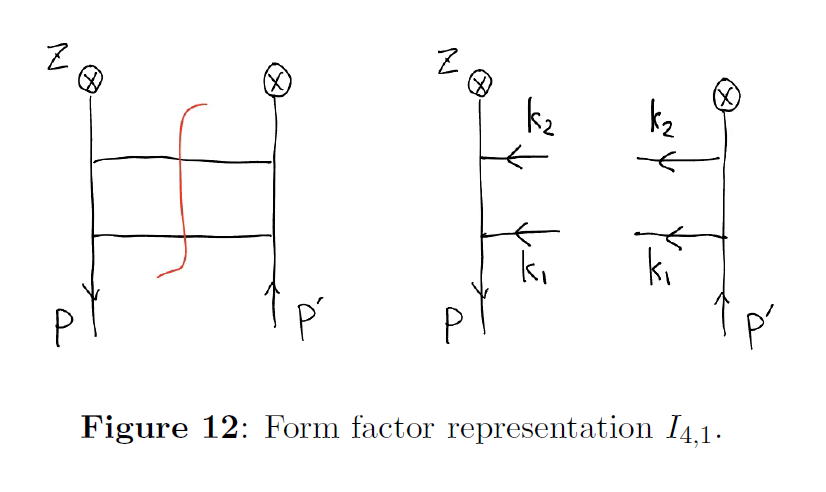 Z
Z
k₂
k₂
k₁
k₁
P
P′
P
P′
Figure 12: Form factor representation I₄,₁.